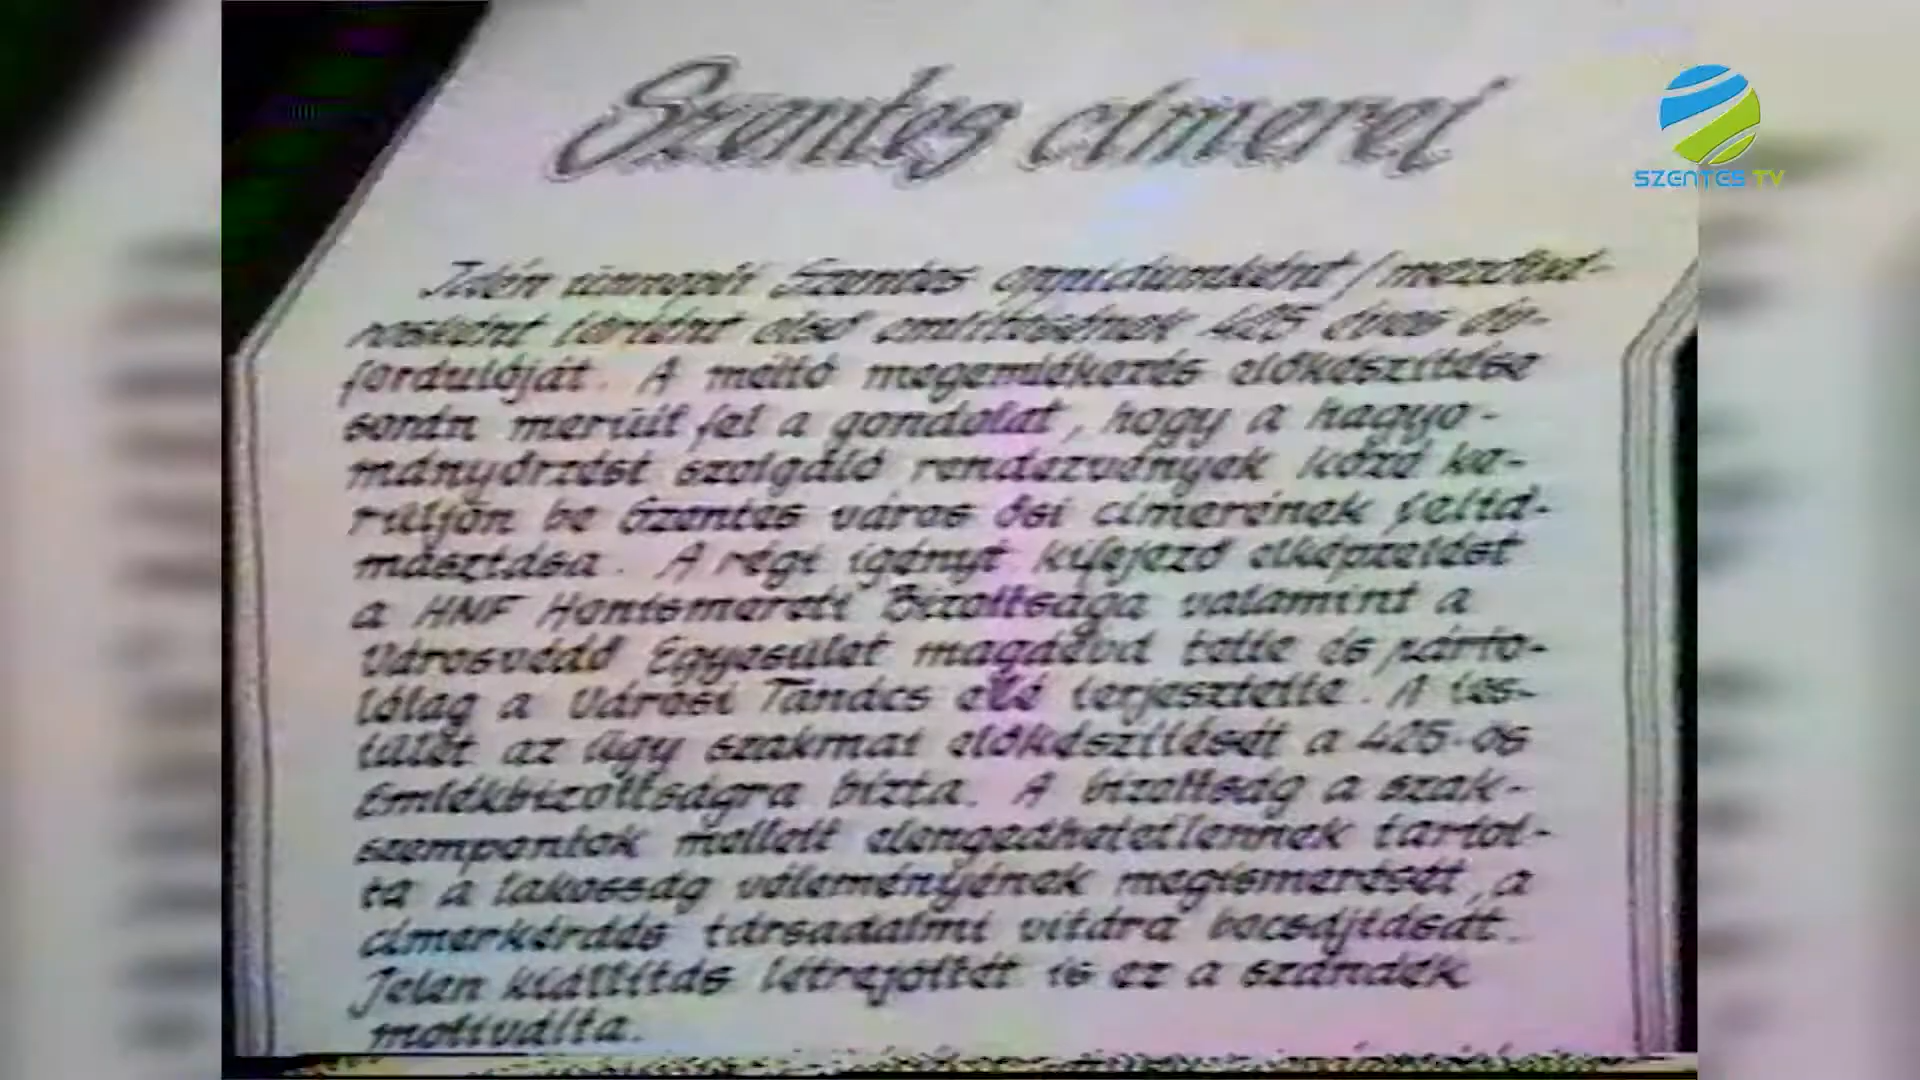 Szentes címerei
SZENTES TV
Idén ünnepli Szentes oppidumként / mezővá-
rosként történt első említésének 425 éves év-
fordulóját. A méltó megemlékezés előkészítése
során merült fel a gondolat, hogy a hagyo-
mányőrzést szolgáló rendezvények közé ke-
rüljön be Szentes város ősi címerének feltá-
masztása. A régi igényt kifejező elképzelést
a HNF Honismereti Bizottsága valamint a
Városvédő Egyesület magáévá tette és párto-
lólag a Városi Tanács elé terjesztette. A tes-
tület az ügy szakmai előkészítését a 425-ös
Emlékbizottságra bízta. A bizottság a szak-
szempontok mellett elengedhetetlennek tartot-
ta a lakosság véleményének megismerését, a
címerkérdés társadalmi vitára bocsájtását.
Jelen kiállítás létrejöttét is ez a szándék
motiválta.